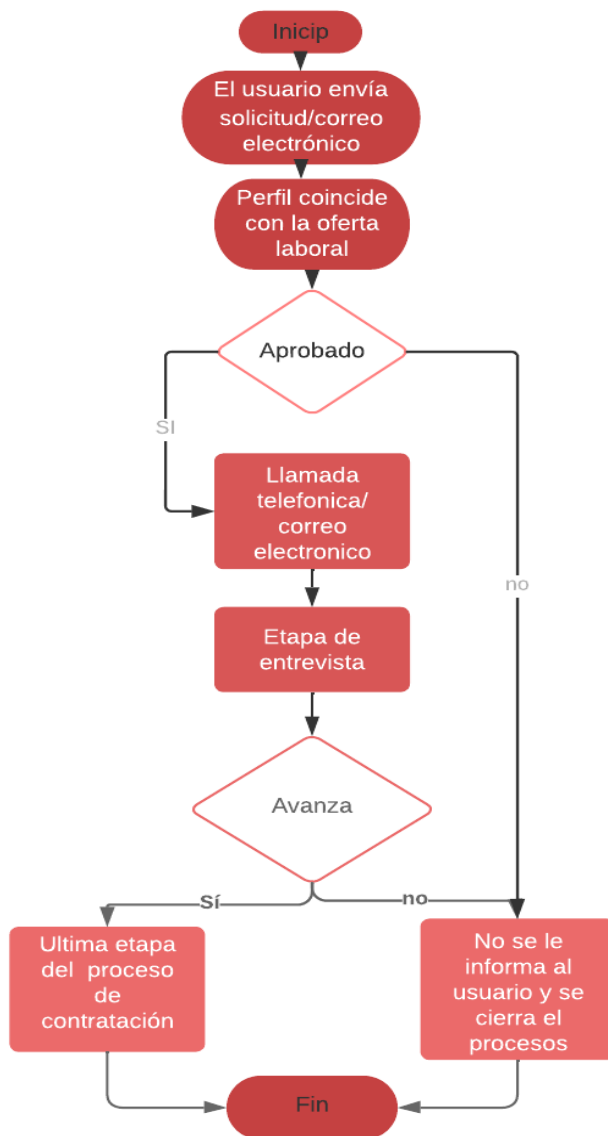 Inicip
El usuario envía
solicitud/correo
electrónico
Perfil coincide
con la oferta
laboral
Aprobado
SI
Llamada
telefonica/
correo
electronico
no
Etapa de
entrevista
Avanza
Sí
no
Ultima etapa
del proceso
de
contratación
No se le
informa al
usuario y se
cierra el
procesos
Fin